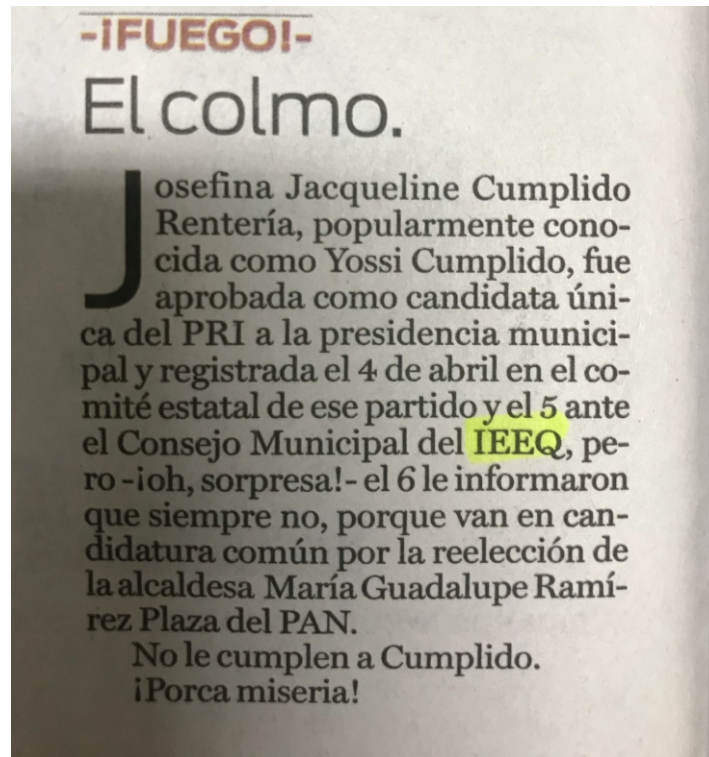 -¡FUEGO!-
El colmo.
Josefina Jacqueline Cumplido
Rentería, popularmente cono-
cida como Yossi Cumplido, fue
aprobada como candidata úni-
ca del PRI a la presidencia munici-
pal y registrada el 4 de abril en el co-
mité estatal de ese partido y el 5 ante
el Consejo Municipal del IEEQ, pe-
ro -¡oh, sorpresa!- el 6 le informaron
que siempre no, porque van en can-
didatura común por la reelección de
la alcaldesa María Guadalupe Ramí-
rez Plaza del PAN.
No le cumplen a Cumplido.
¡Porca miseria!